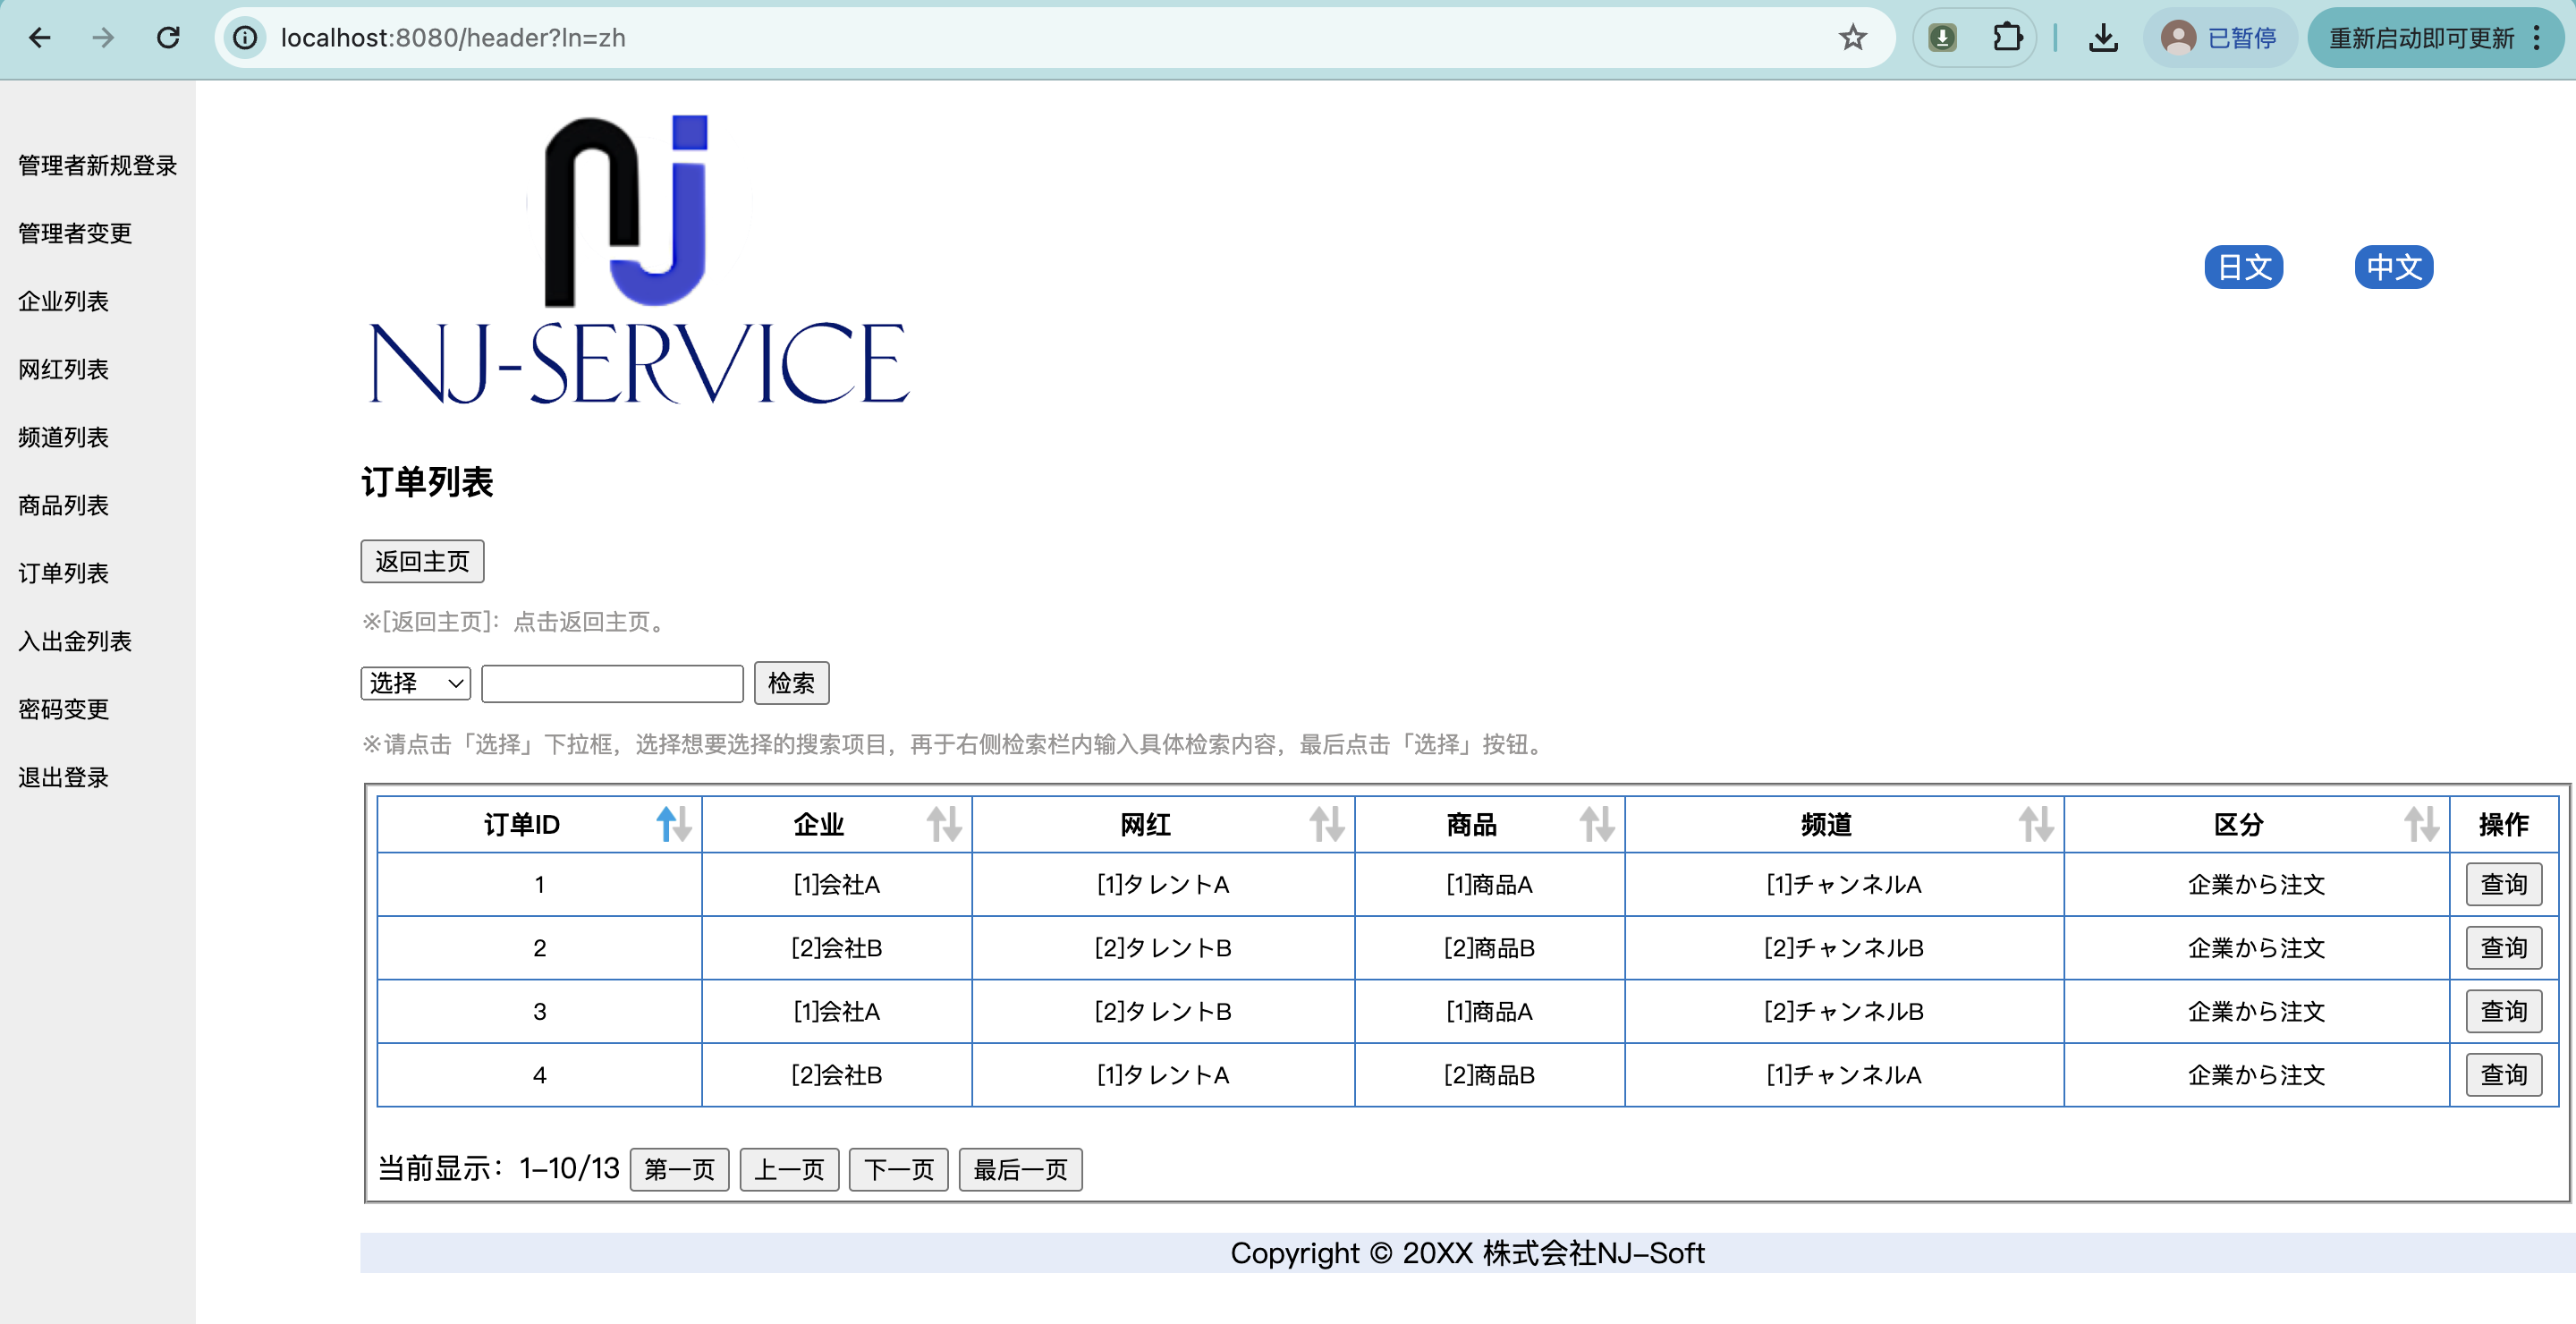 localhost:8080/header?ln=zh
已暂停
重新启动即可更新
管理者新规登录
管理者变更
企业列表
网红列表
频道列表
商品列表
订单列表
入出金列表
密码变更
退出登录
NJ
NJ-SERVICE
日文 中文
订单列表
返回主页
※[返回主页]：点击返回主页。
选择 检索
※请点击「选择」下拉框，选择想要选择的搜索项目，再于右侧检索栏内输入具体检索内容，最后点击「选择」按钮。
订单ID 企业 网红 商品 频道 区分 操作
1 [1]会社A [1]タレントA [1]商品A [1]チャンネルA 企業から注文 查询
2 [2]会社B [2]タレントB [2]商品B [2]チャンネルB 企業から注文 查询
3 [1]会社A [2]タレントB [1]商品A [2]チャンネルB 企業から注文 查询
4 [2]会社B [1]タレントA [2]商品B [1]チャンネルA 企業から注文 查询
当前显示：1-10/13 第一页 上一页 下一页 最后一页
Copyright © 20XX 株式会社NJ-Soft